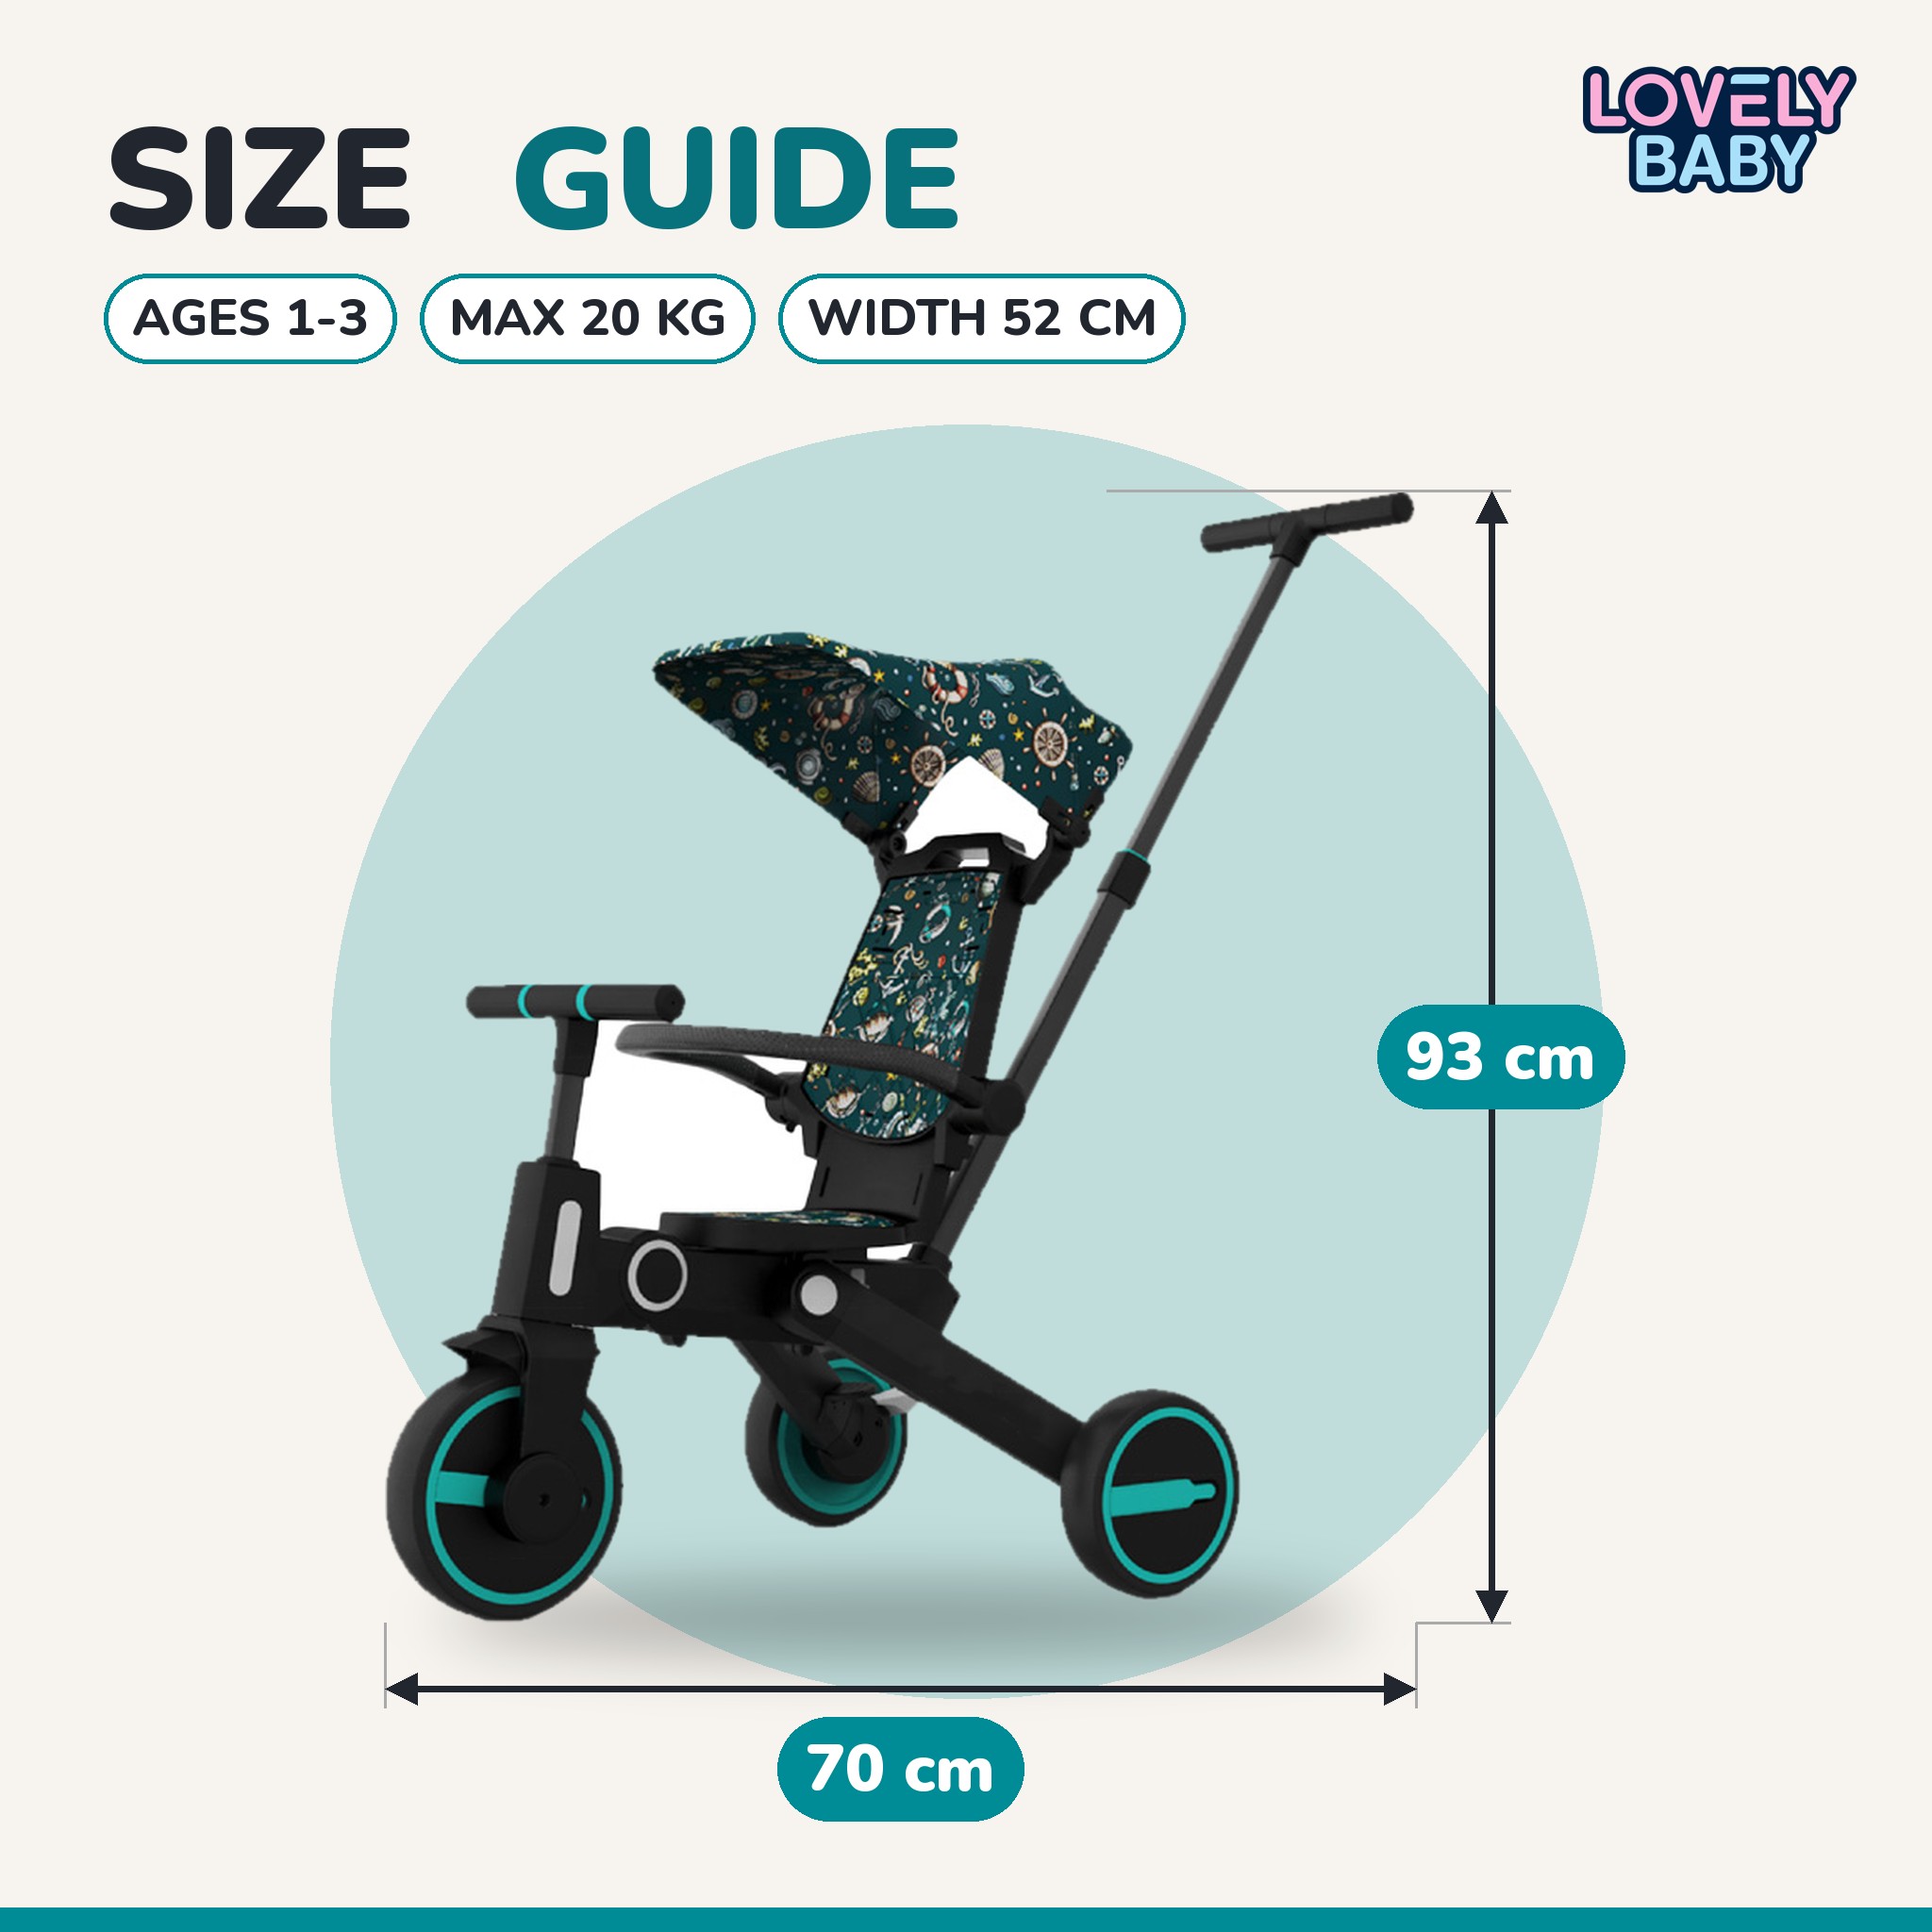 LOVELY
BABY
SIZE GUIDE
AGES 1-3
MAX 20 KG
WIDTH 52 CM
93 cm
70 cm